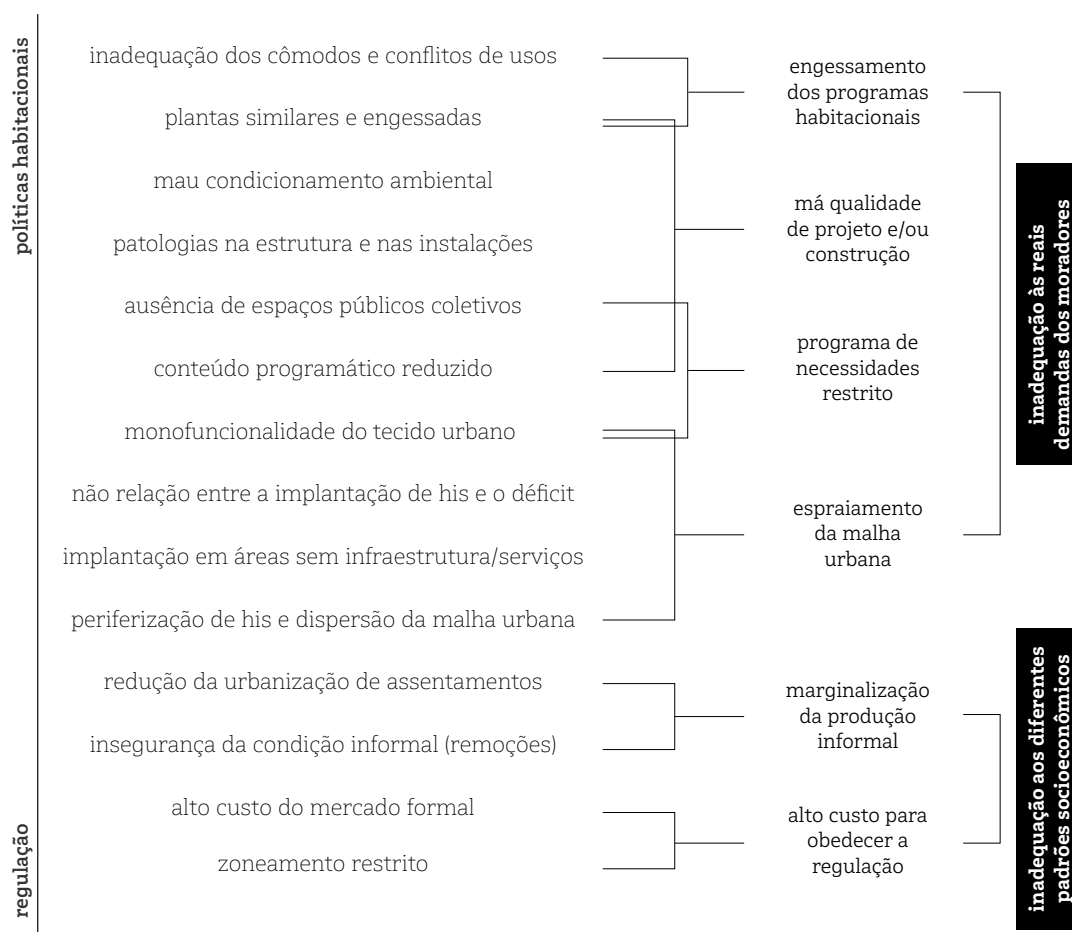 políticas habitacionais
regulação
inadequação dos cômodos e conflitos de usos
plantas similares e engessadas
mau condicionamento ambiental
patologias na estrutura e nas instalações
ausência de espaços públicos coletivos
conteúdo programático reduzido
monofuncionalidade do tecido urbano
não relação entre a implantação de his e o déficit
implantação em áreas sem infraestrutura/serviços
periferização de his e dispersão da malha urbana
redução da urbanização de assentamentos
insegurança da condição informal (remoções)
alto custo do mercado formal
zoneamento restrito
engessamento
dos programas
habitacionais
má qualidade
de projeto e/ou
construção
programa de
necessidades
restrito
espraiamento
da malha
urbana
marginalização
da produção
informal
alto custo para
obedecer a
regulação
inadequação às reais
demandas dos moradores
inadequação aos diferentes
padrões socioeconômicos